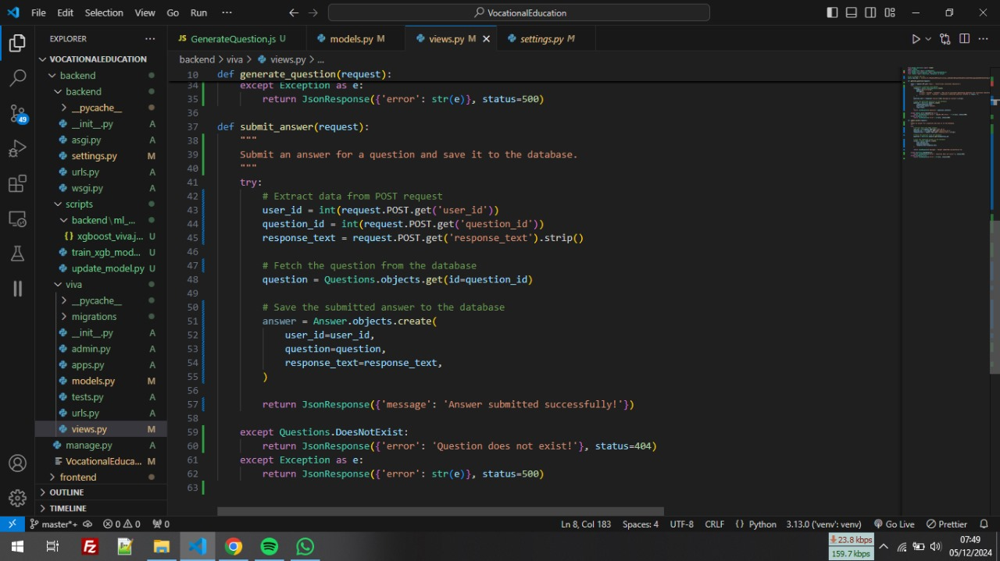 File Edit Selection View Go Run ··· VocationalEducation
EXPLORER
VOCATIONALEDUCATION
backend
backend
__pycache__
__init__.py A
asgi.py A
settings.py M
urls.py A
wsgi.py A
scripts
backend\ml_...
{} xgboost_viva.j... U
train_xgb_mod... U
update_model.py U
viva
__pycache__
migrations
__init__.py A
admin.py A
apps.py A
models.py M
tests.py A
urls.py A
views.py M
manage.py A
VocationalEduca... M
frontend
OUTLINE
TIMELINE
49
JS GenerateQuestion.js U models.py M views.py M settings.py M
backend > viva > views.py > ...
10 def generate_question(request):
34 except Exception as e:
35 return JsonResponse({'error': str(e)}, status=500)
36
37 def submit_answer(request):
38 """
39 Submit an answer for a question and save it to the database.
40 """
41 try:
42 # Extract data from POST request
43 user_id = int(request.POST.get('user_id'))
44 question_id = int(request.POST.get('question_id'))
45 response_text = request.POST.get('response_text').strip()
46
47 # Fetch the question from the database
48 question = Questions.objects.get(id=question_id)
49
50 # Save the submitted answer to the database
51 answer = Answer.objects.create(
52 user_id=user_id,
53 question=question,
54 response_text=response_text,
55 )
56
57 return JsonResponse({'message': 'Answer submitted successfully!'})
58
59 except Questions.DoesNotExist:
60 return JsonResponse({'error': 'Question does not exist!'}, status=404)
61 except Exception as e:
62 return JsonResponse({'error': str(e)}, status=500)
63
master*+ 0 0 0 Ln 8, Col 183 Spaces: 4 UTF-8 CRLF {} Python 3.13.0 ('venv': venv) Go Live Prettier
23.8 kbps
159.7 kbps
07:49
05/12/2024